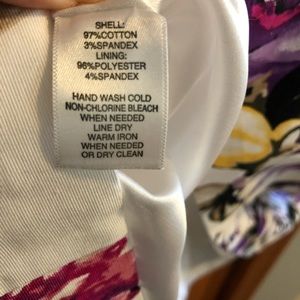 SHELL:
97%COTTON
3%SPANDEX
LINING:
96%POLYESTER
4%SPANDEX
HAND WASH COLD
NON-CHLORINE BLEACH
WHEN NEEDED
LINE DRY
WARM IRON
WHEN NEEDED
OR DRY CLEAN